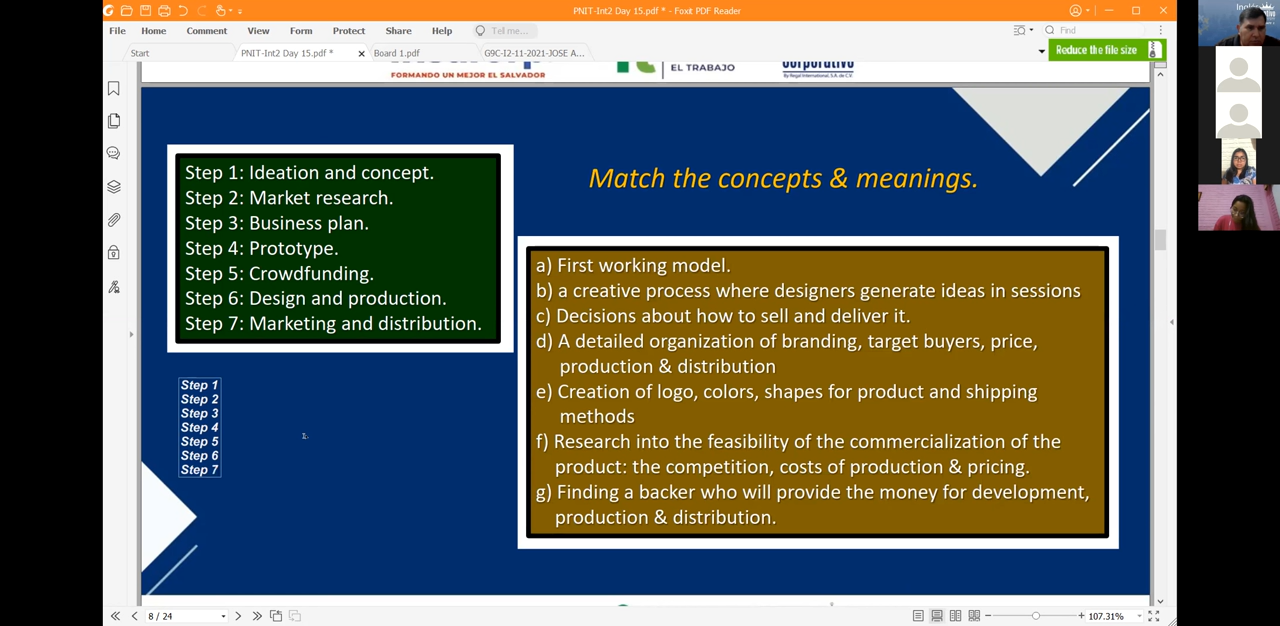 PNIT-Int2 Day 15.pdf * - Foxit PDF Reader
File Home Comment View Form Protect Share Help Tell me... Find
Start PNIT-Int2 Day 15.pdf * Board 1.pdf G9C-I2-11-2021-JOSE A... Reduce the file size
FORMANDO UN MEJOR EL SALVADOR
EL TRABAJO
corporativo
By Regal International, S.A. de C.V.
Step 1: Ideation and concept.
Step 2: Market research.
Step 3: Business plan.
Step 4: Prototype.
Step 5: Crowdfunding.
Step 6: Design and production.
Step 7: Marketing and distribution.
Match the concepts & meanings.
a) First working model.
b) a creative process where designers generate ideas in sessions
c) Decisions about how to sell and deliver it.
d) A detailed organization of branding, target buyers, price,
production & distribution
e) Creation of logo, colors, shapes for product and shipping
methods
f) Research into the feasibility of the commercialization of the
product: the competition, costs of production & pricing.
g) Finding a backer who will provide the money for development,
production & distribution.
Step 1
Step 2
Step 3
Step 4
Step 5
Step 6
Step 7
8 / 24
107.31%